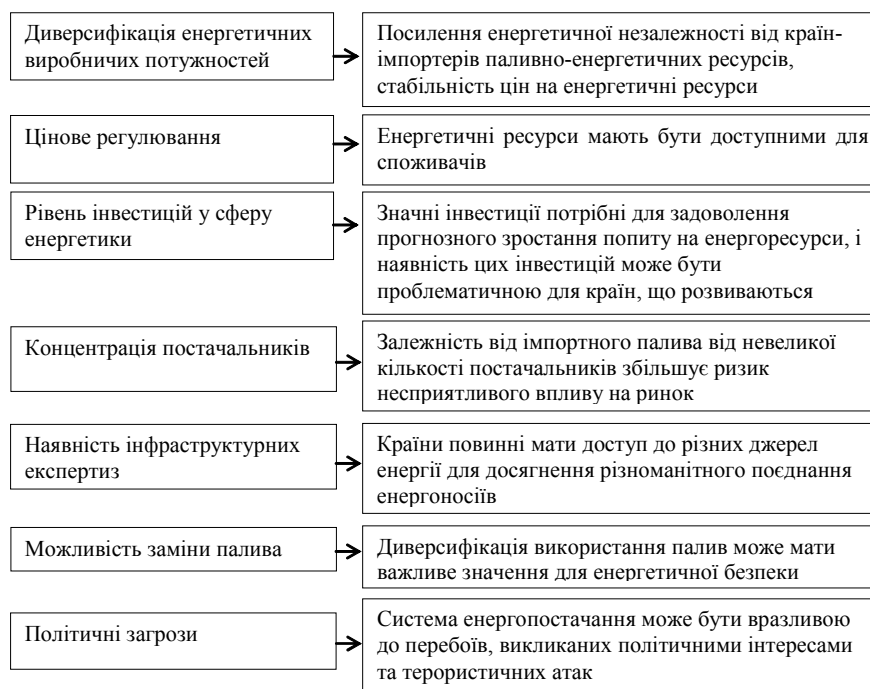 Диверсифікація енергетичних
виробничих потужностей
Посилення енергетичної незалежності від країн-
імпортерів паливно-енергетичних ресурсів,
стабільність цін на енергетичні ресурси
Цінове регулювання
Енергетичні ресурси мають бути доступними для
споживачів
Рівень інвестицій у сферу
енергетики
Значні інвестиції потрібні для задоволення
прогнозного зростання попиту на енергоресурси, і
наявність цих інвестицій може бути
проблематичною для країн, що розвиваються
Концентрація постачальників
Залежність від імпортного палива від невеликої
кількості постачальників збільшує ризик
несприятливого впливу на ринок
Наявність інфраструктурних
експертиз
Країни повинні мати доступ до різних джерел
енергії для досягнення різноманітного поєднання
енергоносіїв
Можливість заміни палива
Диверсифікація використання палив може мати
важливе значення для енергетичної безпеки
Політичні загрози
Система енергопостачання може бути вразливою
до перебоїв, викликаних політичними інтересами
та терористичних атак